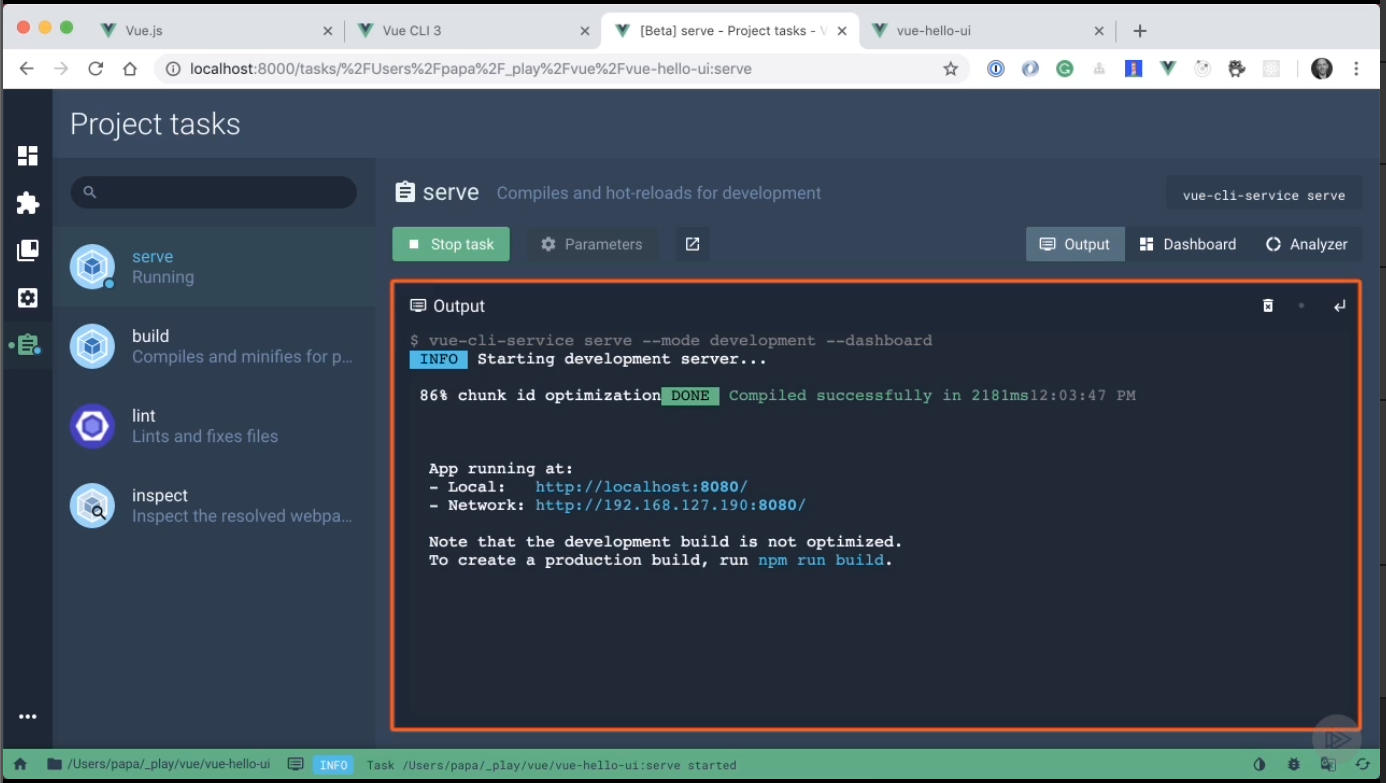 Vue.js
Vue CLI 3
[Beta] serve - Project tasks - V
vue-hello-ui
localhost:8000/tasks/%2FUsers%2Fpapa%2F_play%2Fvue%2Fvue-hello-ui:serve
Project tasks
serve Compiles and hot-reloads for development
vue-cli-service serve
Stop task
Parameters
Output
Dashboard
Analyzer
serve
Running
build
Compiles and minifies for p...
lint
Lints and fixes files
inspect
Inspect the resolved webpa...
Output
$ vue-cli-service serve --mode development --dashboard
INFO Starting development server...
86% chunk id optimization DONE Compiled successfully in 2181ms12:03:47 PM
App running at:
- Local: http://localhost:8080/
- Network: http://192.168.127.190:8080/
Note that the development build is not optimized.
To create a production build, run npm run build.
/Users/papa/_play/vue/vue-hello-ui INFO Task /Users/papa/_play/vue/vue-hello-ui:serve started